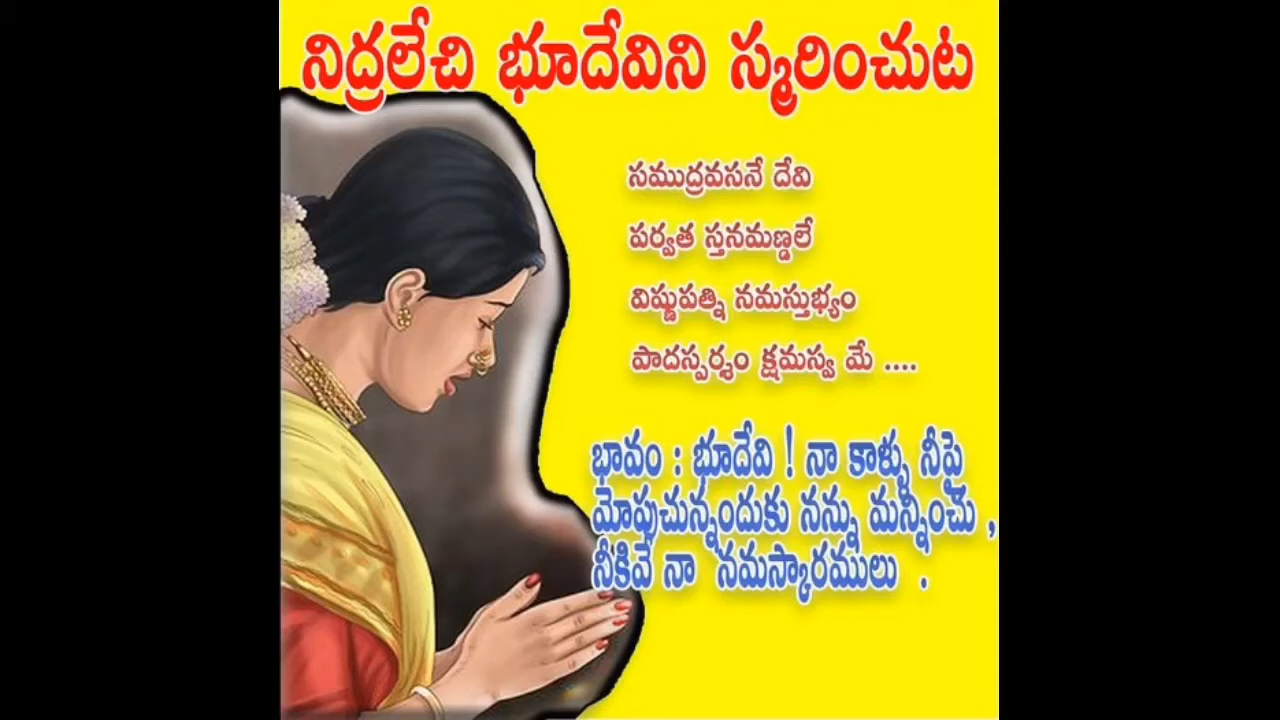 నిద్రలేచి భూదేవిని స్మరించుట
సముద్రవసనే దేవి
పర్వత స్తనమణ్డలే
విష్ణుపత్ని నమస్తుభ్యం
పాదస్పర్శం క్షమస్వ మే ....
భావం : భూదేవి ! నా కాళ్ళు నీపై
మోపుచున్నందుకు నన్ను మన్నించు ,
నీకివే నా నమస్కారములు .